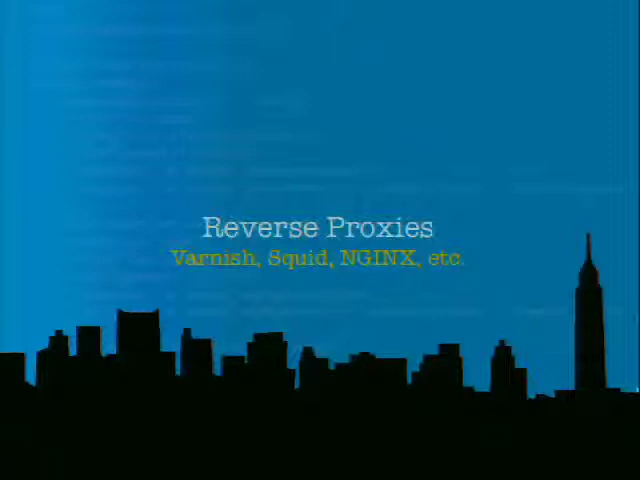 Reverse Proxies
Varnish, Squid, NGINX, etc.